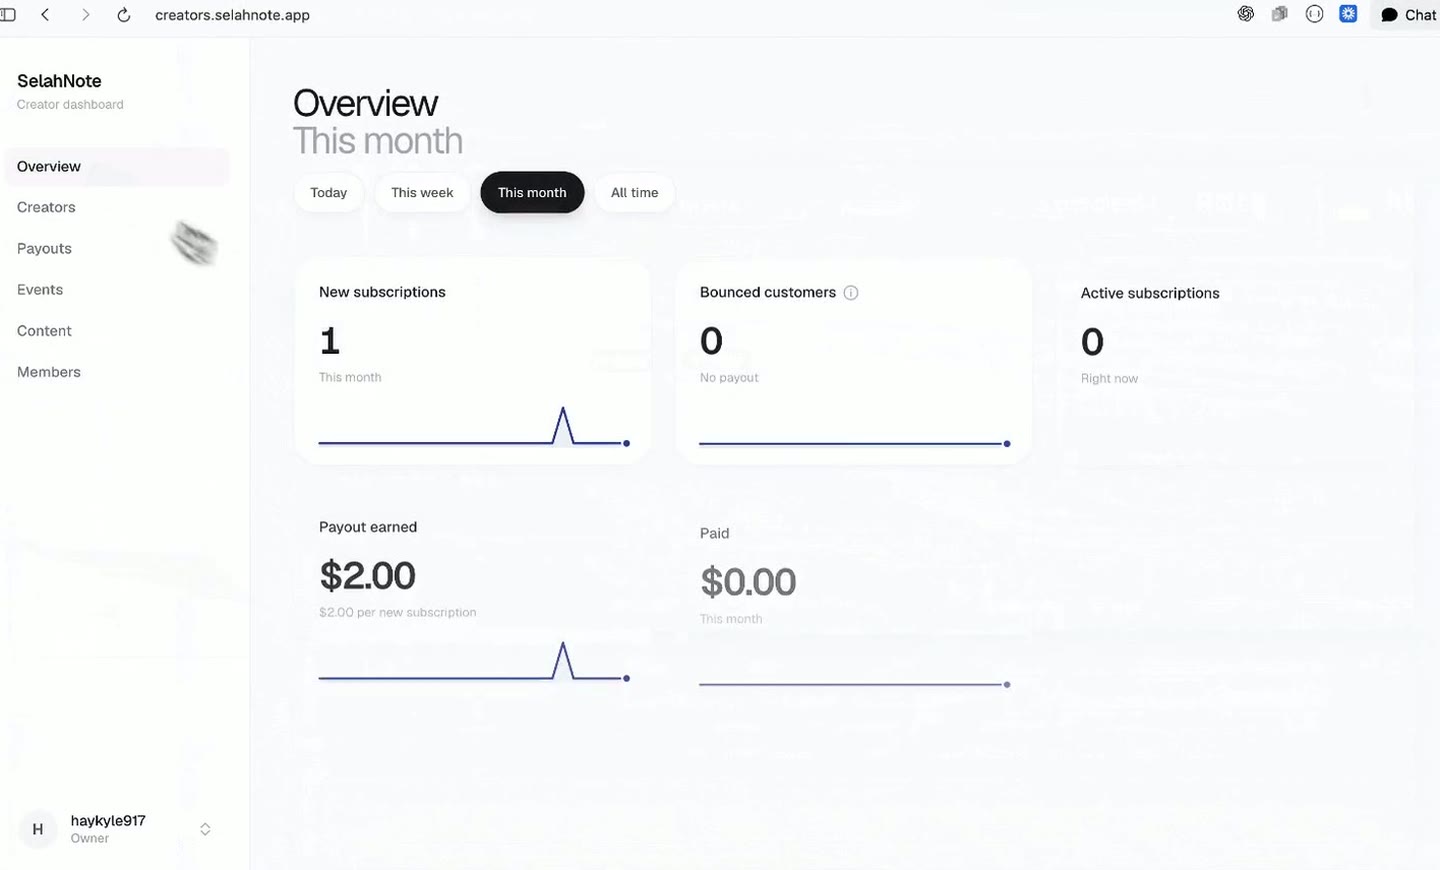 creators.selahnote.app
Chat
SelahNote
Creator dashboard
Overview
Creators
Payouts
Events
Content
Members
haykyle917
Owner
H
Overview
This month
Today
This week
This month
All time
New subscriptions
1
This month
Bounced customers
0
No payout
Active subscriptions
0
Right now
Payout earned
$2.00
$2.00 per new subscription
Paid
$0.00
This month